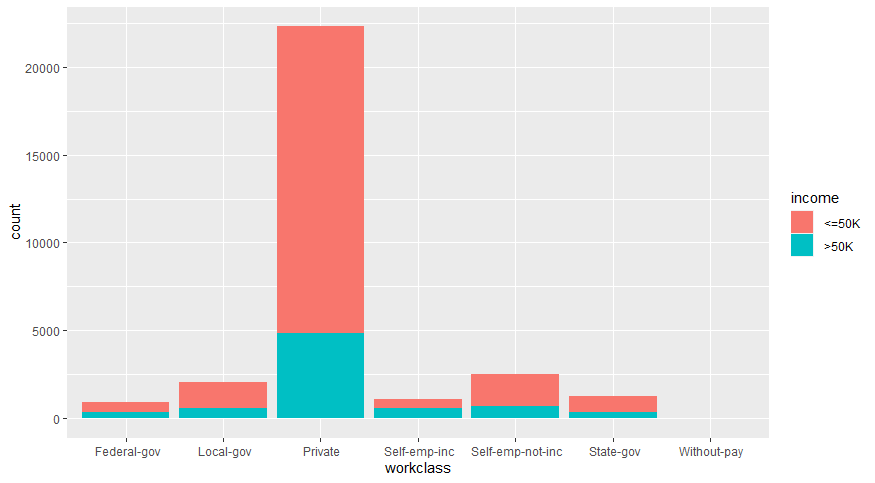 20000
15000
10000
5000
0
count
Federal-gov Local-gov Private Self-emp-inc Self-emp-not-inc State-gov Without-pay
workclass
income
<=50K
>50K